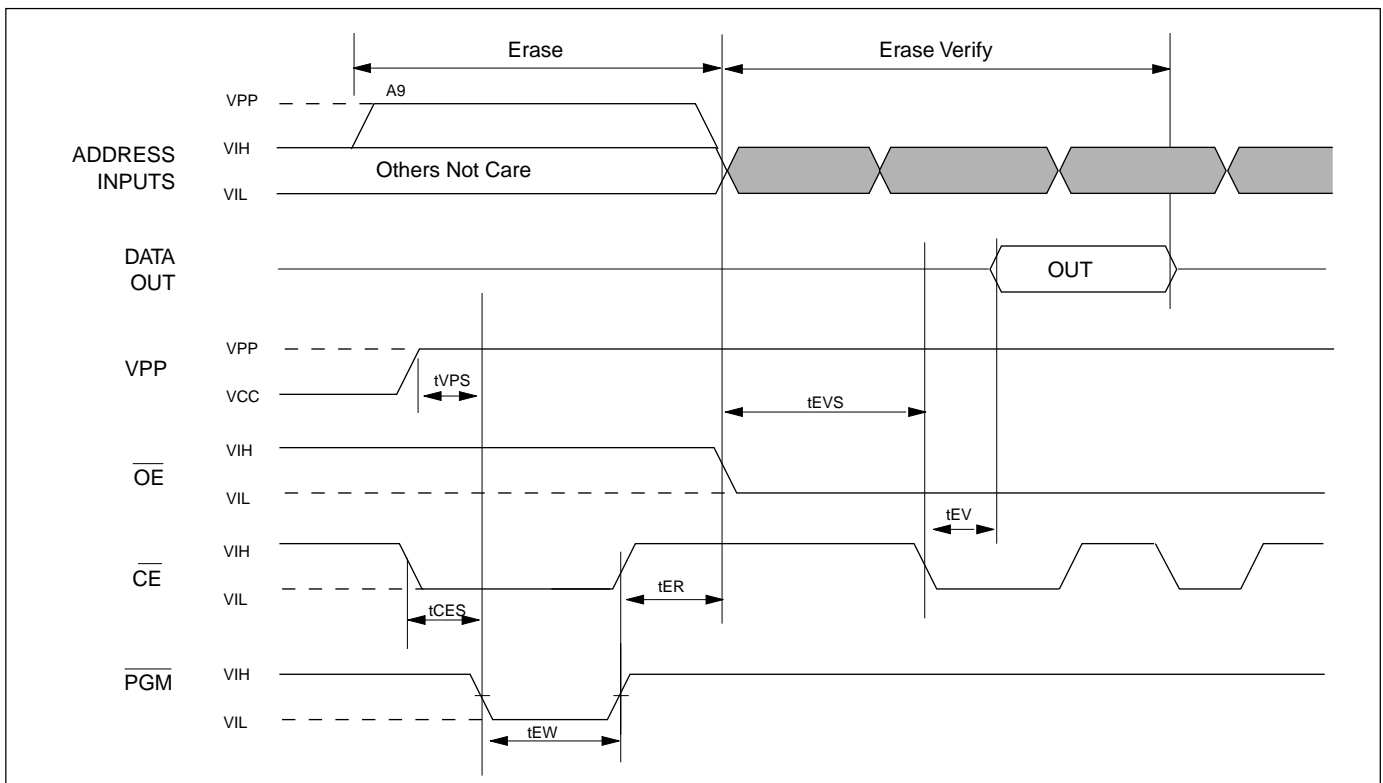 Erase
Erase Verify
VPP
A9
ADDRESS
INPUTS
VIH
Others Not Care
VIL
DATA
OUT
OUT
VPP
VPP
tVPS
VCC
tEVS
OE
VIH
VIL
tEV
CE
VIH
VIL
tER
tCES
PGM
VIH
VIL
tEW